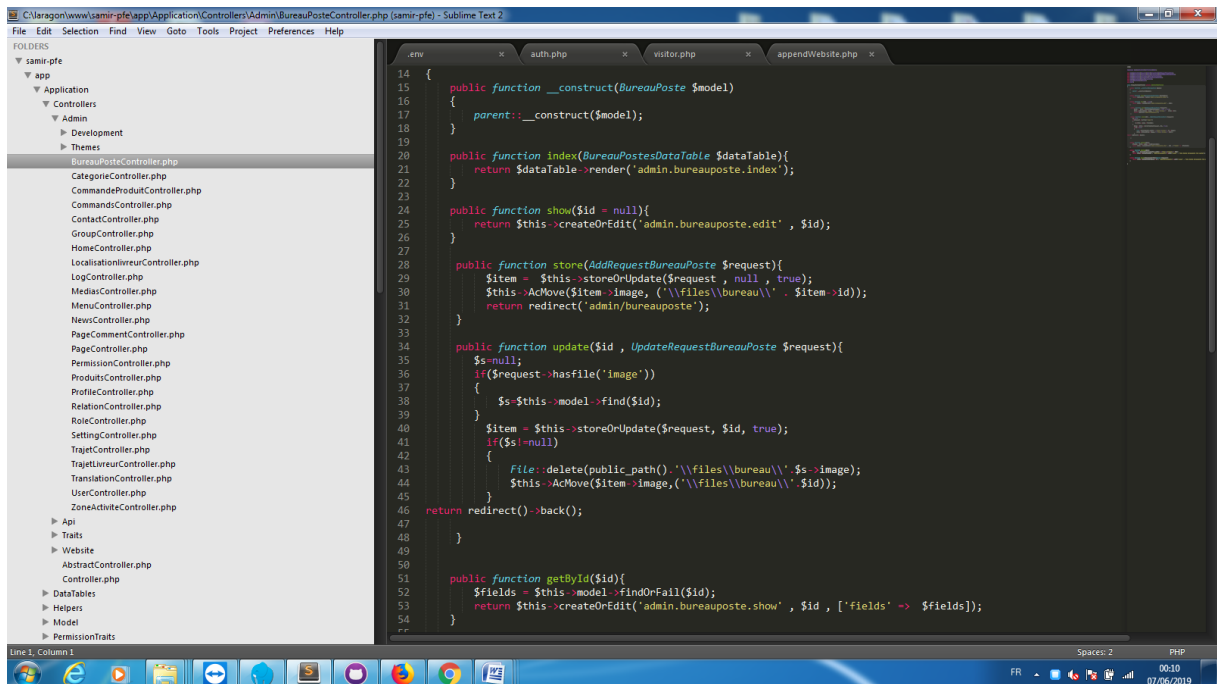 C:\laragon\www\samir-pfe\app\Application\Controllers\Admin\BureauPosteController.php (samir-pfe) - Sublime Text 2
File Edit Selection Find View Goto Tools Project Preferences Help
FOLDERS
samir-pfe
app
Application
Controllers
Admin
Development
Themes
BureauPosteController.php
CategorieController.php
CommandeProduitController.php
CommandsController.php
ContactController.php
GroupController.php
HomeController.php
LocalisationlivreurController.php
LogController.php
MediasController.php
MenuController.php
NewsController.php
PageCommentController.php
PageController.php
PermissionController.php
ProduitsController.php
ProfileController.php
RelationController.php
RoleController.php
SettingController.php
TrajetController.php
TrajetLivreurController.php
TranslationController.php
UserController.php
ZoneActiviteController.php
Api
Traits
Website
AbstractController.php
Controller.php
DataTables
Helpers
Model
PermissionTraits
.env × auth.php × visitor.php × appendWebsite.php ×
14 {
15 public function __construct(BureauPoste $model)
16 {
17 parent::__construct($model);
18 }
19
20 public function index(BureauPostesDataTable $dataTable){
21 return $dataTable->render('admin.bureauposte.index');
22 }
23
24 public function show($id = null){
25 return $this->createOrEdit('admin.bureauposte.edit' , $id);
26 }
27
28 public function store(AddRequestBureauPoste $request){
29 $item = $this->storeOrUpdate($request , null , true);
30 $this->AcMove($item->image, ('\\files\\bureau\\' . $item->id));
31 return redirect('admin/bureauposte');
32 }
33
34 public function update($id , UpdateRequestBureauPoste $request){
35 $s=null;
36 if($request->hasfile('image'))
37 {
38 $s=$this->model->find($id);
39 }
40 $item = $this->storeOrUpdate($request, $id, true);
41 if($s!=null)
42 {
43 File::delete(public_path().'\\files\\bureau\\'.$s->image);
44 $this->AcMove($item->image,('\\files\\bureau\\'.$id));
45 }
46 return redirect()->back();
47
48 }
49
50
51 public function getById($id){
52 $fields = $this->model->findOrFail($id);
53 return $this->createOrEdit('admin.bureauposte.show' , $id , ['fields' => $fields]);
54 }
Line 1, Column 1 Spaces: 2 PHP
FR 00:10
07/06/2019